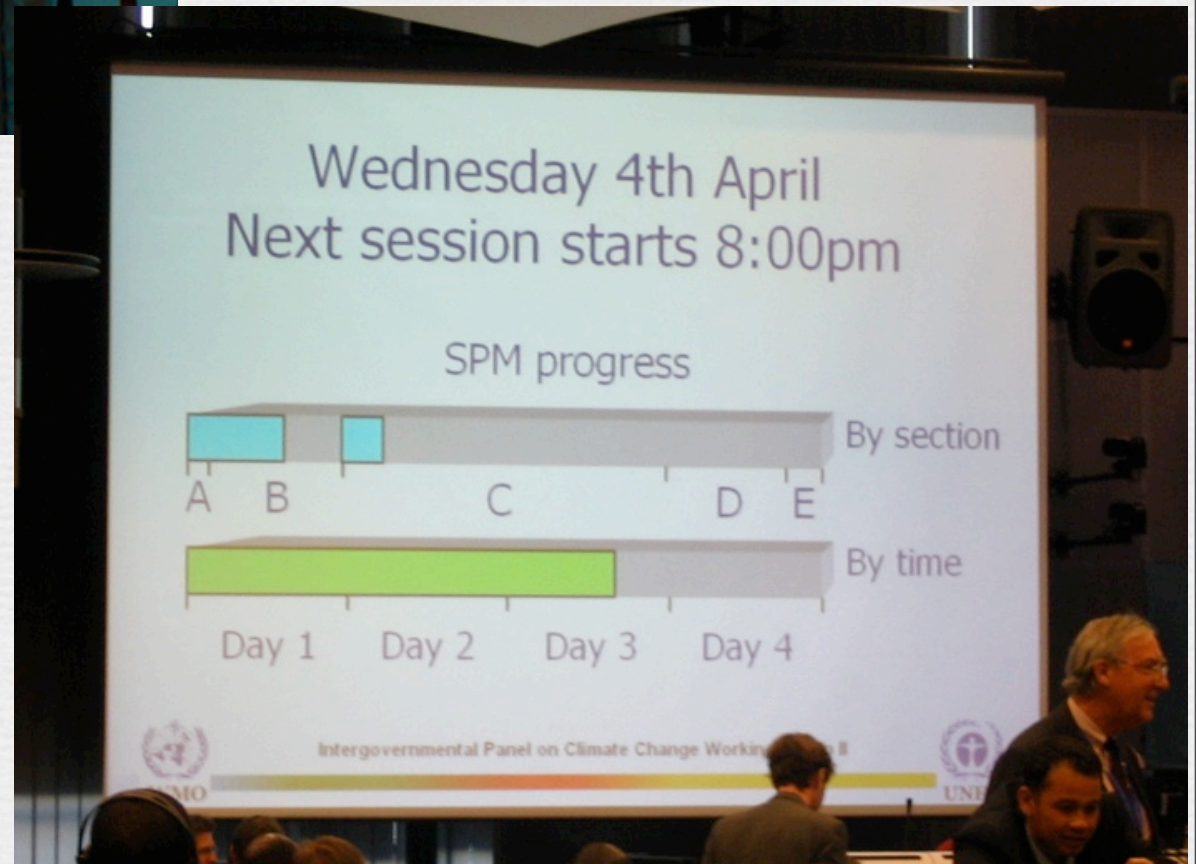 Wednesday 4th April
Next session starts 8:00pm
SPM progress
By section
A B C D E
By time
Day 1 Day 2 Day 3 Day 4
Intergovernmental Panel on Climate Change II